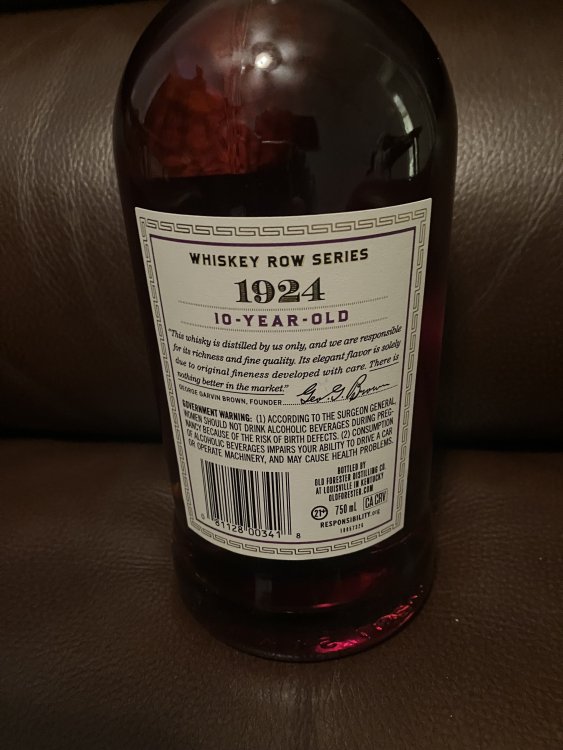 WHISKEY ROW SERIES
1924
10-YEAR-OLD
"This whisky is distilled by us only, and we are responsible
for its richness and fine quality. Its elegant flavor is solely
due to original fineness developed with care. There is
nothing better in the market."
GEORGE GARVIN BROWN, FOUNDER Geo. G. Brown
GOVERNMENT WARNING: (1) ACCORDING TO THE SURGEON GENERAL,
WOMEN SHOULD NOT DRINK ALCOHOLIC BEVERAGES DURING PREG-
NANCY BECAUSE OF THE RISK OF BIRTH DEFECTS. (2) CONSUMPTION
OF ALCOHOLIC BEVERAGES IMPAIRS YOUR ABILITY TO DRIVE A CAR
OR OPERATE MACHINERY, AND MAY CAUSE HEALTH PROBLEMS.
BOTTLED BY
OLD FORESTER DISTILLING CO.
AT LOUISVILLE IN KENTUCKY
OLDFORESTER.COM
21+ 750 mL CA CRV
RESPONSIBILITY.org
0 81128 00341 8